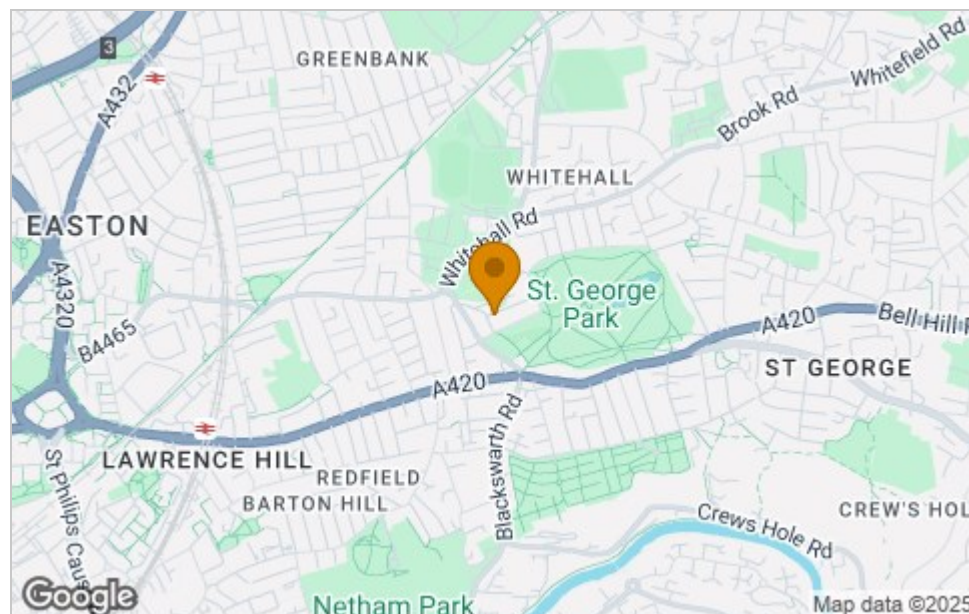 3
GREENBANK
A432
Whitefield Rd
Brook Rd
WHITEHALL
EASTON
Whitehall Rd
A4320
St. George
Park
B4465
A420
Bell Hill
A420
ST GEORGE
Blackswarth Rd
LAWRENCE HILL
REDFIELD
BARTON HILL
St Philips Cause
Crews Hole Rd
CREW'S HOL
Netham Park
Google
Map data ©2025